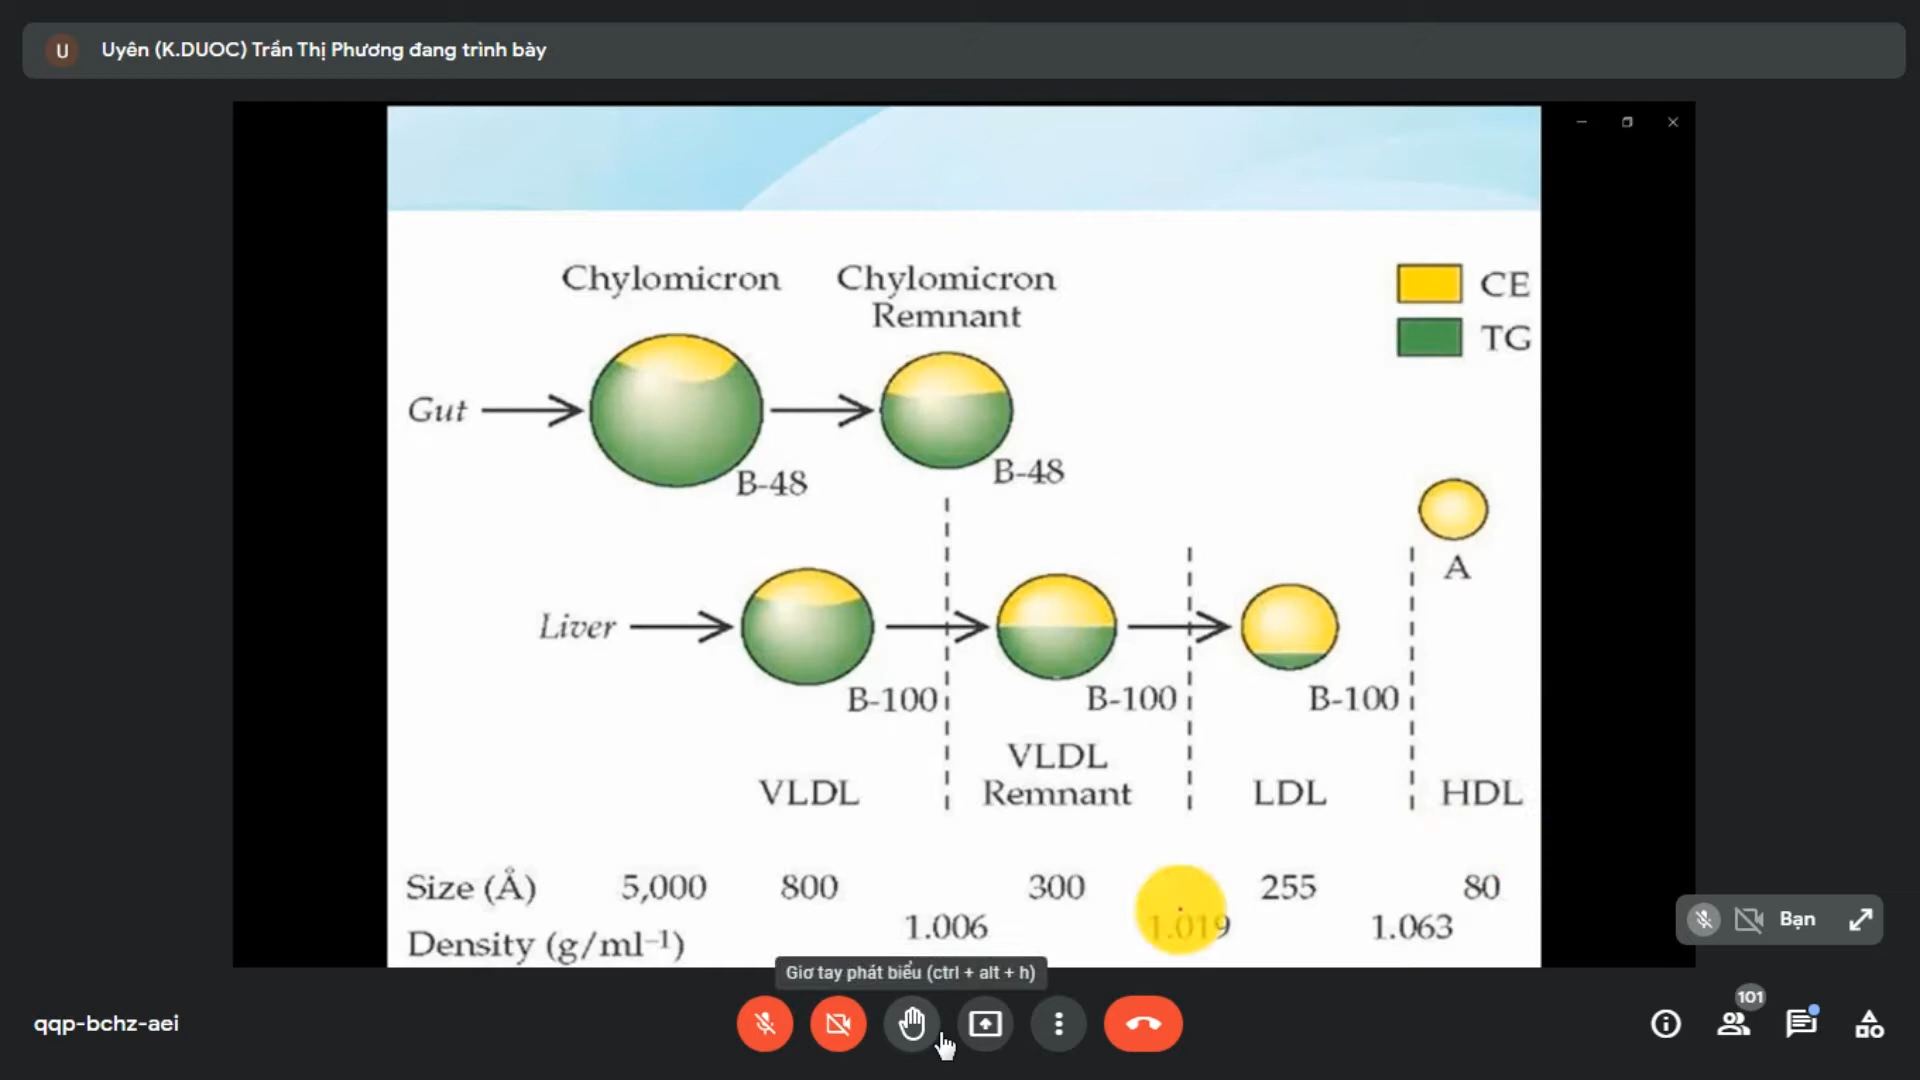 U Uyên (K.DUOC) Trần Thị Phương đang trình bày
Chylomicron
Chylomicron
Remnant
CE
TG
Gut
B-48
B-48
A
Liver
B-100
B-100
B-100
VLDL
VLDL
Remnant
LDL
HDL
Size (Å) 5,000 800 300 255 80
Density (g/ml⁻¹) 1.006 1.019 1.063
Bạn
Giơ tay phát biểu (ctrl + alt + h)
qqp-bchz-aei
101